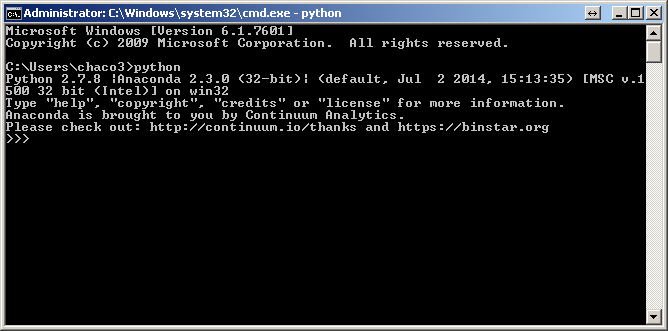 Administrator: C:\Windows\system32\cmd.exe - python
Microsoft Windows [Version 6.1.7601]
Copyright (c) 2009 Microsoft Corporation.  All rights reserved.
C:\Users\chaco3>python
Python 2.7.8 |Anaconda 2.3.0 (32-bit)| (default, Jul  2 2014, 15:13:35) [MSC v.1
500 32 bit (Intel)] on win32
Type "help", "copyright", "credits" or "license" for more information.
Anaconda is brought to you by Continuum Analytics.
Please check out: http://continuum.io/thanks and https://binstar.org
>>>